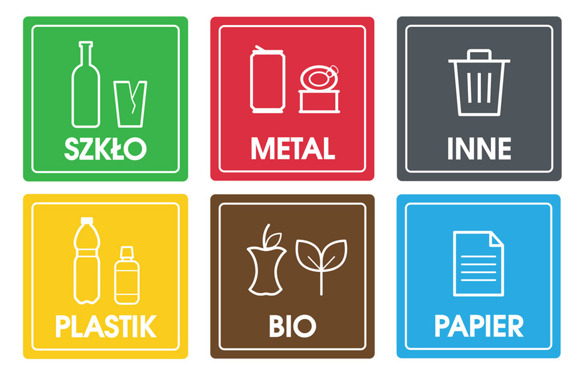 SZKŁO
METAL
INNE
PLASTIK
BIO
PAPIER